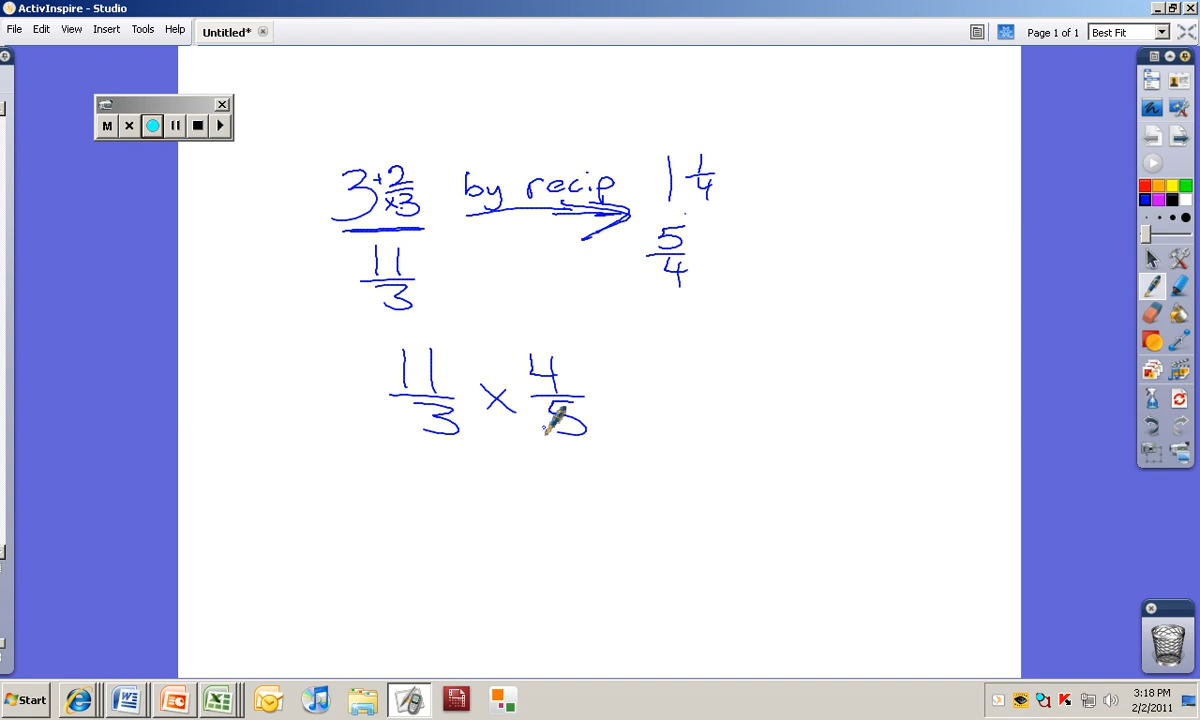 ActivInspire - Studio
File Edit View Insert Tools Help Untitled* Page 1 of 1 Best Fit
M
3 + 2/×3 by recip 1 1/4
11/3 5/4
11/3 × 4/5
Start 3:18 PM
2/2/2011